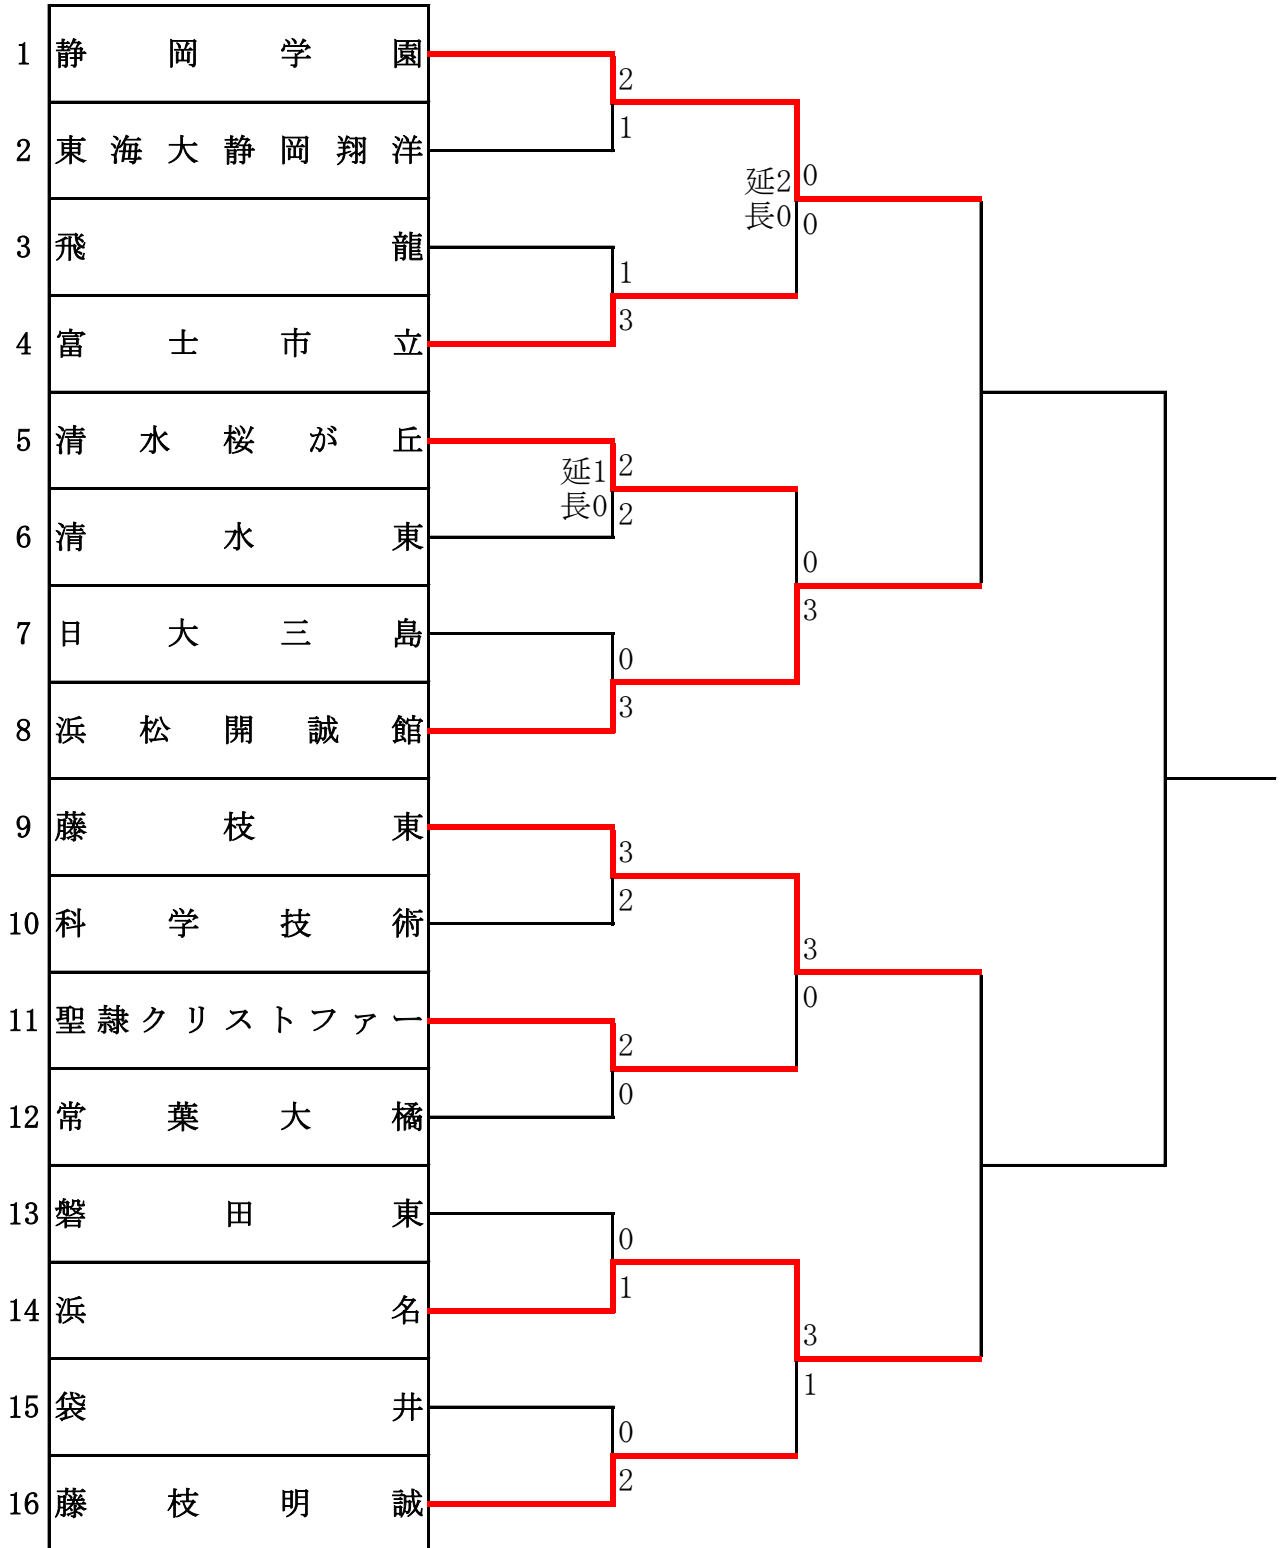 1 静岡学園
2
1
2 東海大静岡翔洋
延2 0
長0 0
3 飛龍
1
3
4 富士市立
5 清水桜が丘
延1 2
長0 2
6 清水東
0
3
7 日大三島
0
3
8 浜松開誠館
9 藤枝東
3
2
10 科学技術
3
0
11 聖隷クリストファー
2
0
12 常葉大橘
13 磐田東
0
1
14 浜名
3
1
15 袋井
0
2
16 藤枝明誠